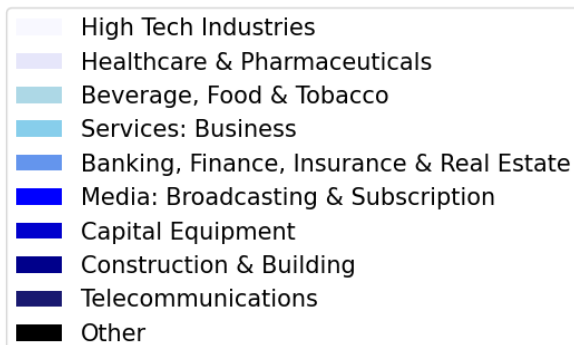 High Tech Industries
Healthcare & Pharmaceuticals
Beverage, Food & Tobacco
Services: Business
Banking, Finance, Insurance & Real Estate
Media: Broadcasting & Subscription
Capital Equipment
Construction & Building
Telecommunications
Other